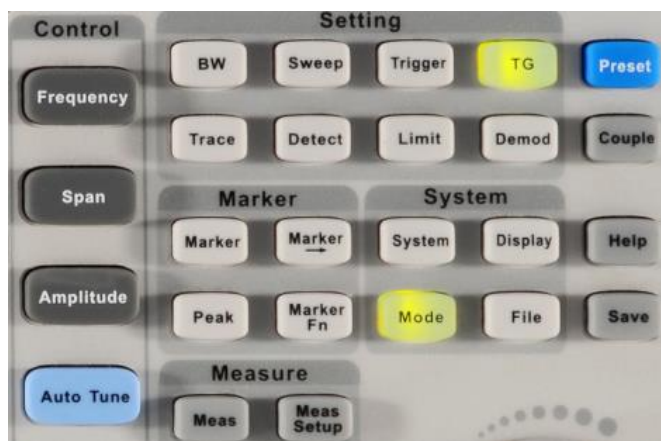 Control
Setting
Frequency
BW
Sweep
Trigger
TG
Preset
Span
Trace
Detect
Limit
Demod
Couple
Marker
System
Marker
Marker
→
System
Display
Help
Amplitude
Peak
Marker
Fn
Mode
File
Save
Auto Tune
Measure
Meas
Meas
Setup